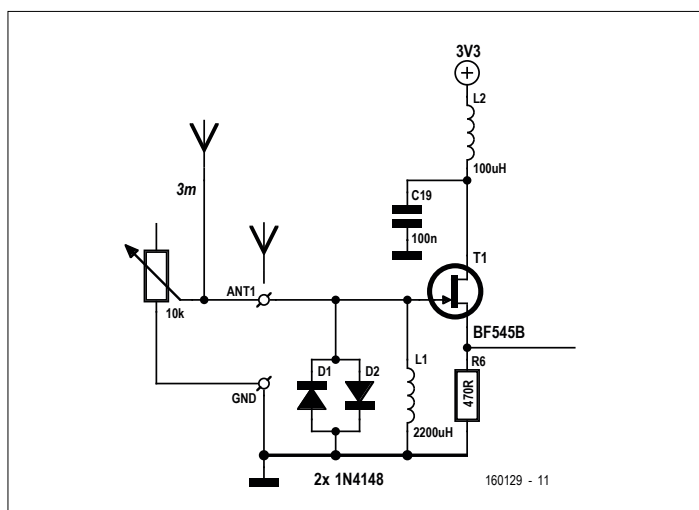 3V3
L2
100uH
3m
C19
100n
T1
ANT1
10k
BF545B
L1
R6
D1
D2
470R
GND
2200uH
2x 1N4148
160129 - 11